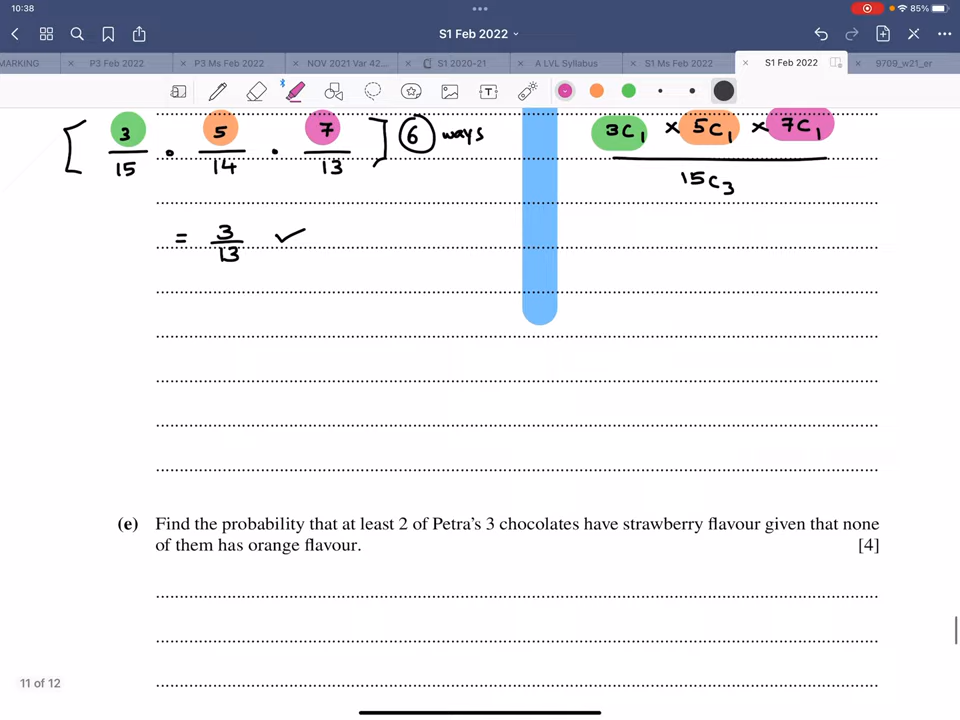 10:38
85%
S1 Feb 2022
MARKING
P3 Feb 2022
P3 Ms Feb 2022
NOV 2021 Var 42...
S1 2020-21
A LVL Syllabus
S1 Ms Feb 2022
S1 Feb 2022
9709_w21_er
[ 3/15 · 5/14 · 7/13 ] 6 ways
3C1 × 5C1 × 7C1
15C3
= 3/13 ✓
(e) Find the probability that at least 2 of Petra's 3 chocolates have strawberry flavour given that none
of them has orange flavour. [4]
11 of 12